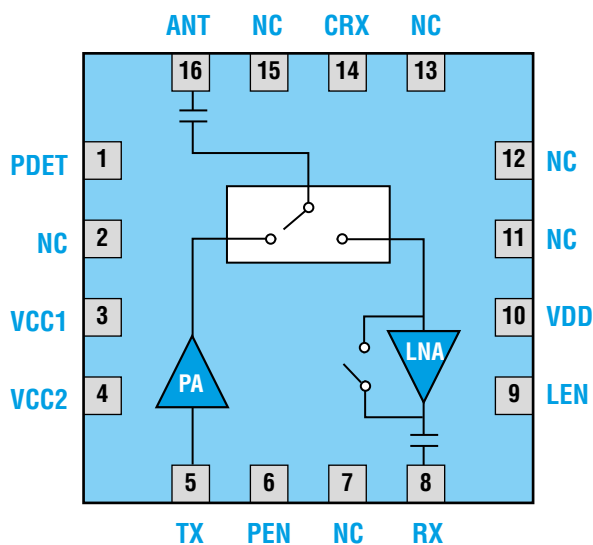 ANT NC CRX NC
16 15 14 13
PDET 1 12 NC
NC 2 11 NC
VCC1 3 10 VDD
LNA
PA
VCC2 4 9 LEN
5 6 7 8
TX PEN NC RX